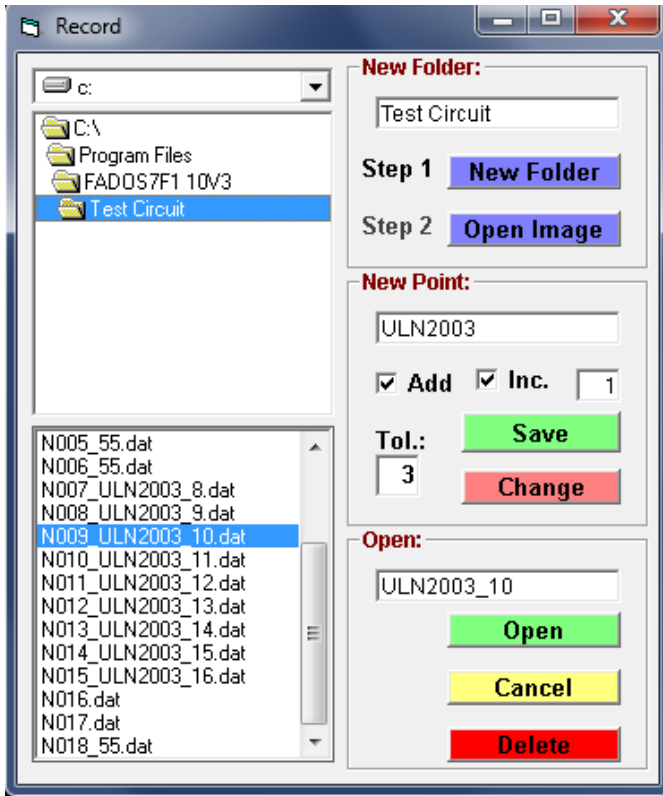 Record
c:
C:\
Program Files
FADOS7F1 10V3
Test Circuit
N005_55.dat
N006_55.dat
N007_ULN2003_8.dat
N008_ULN2003_9.dat
N009_ULN2003_10.dat
N010_ULN2003_11.dat
N011_ULN2003_12.dat
N012_ULN2003_13.dat
N013_ULN2003_14.dat
N014_ULN2003_15.dat
N015_ULN2003_16.dat
N016.dat
N017.dat
N018_55.dat
New Folder:
Test Circuit
Step 1 New Folder
Step 2 Open Image
New Point:
ULN2003
Add Inc. 1
Tol.: Save
3 Change
Open:
ULN2003_10
Open
Cancel
Delete